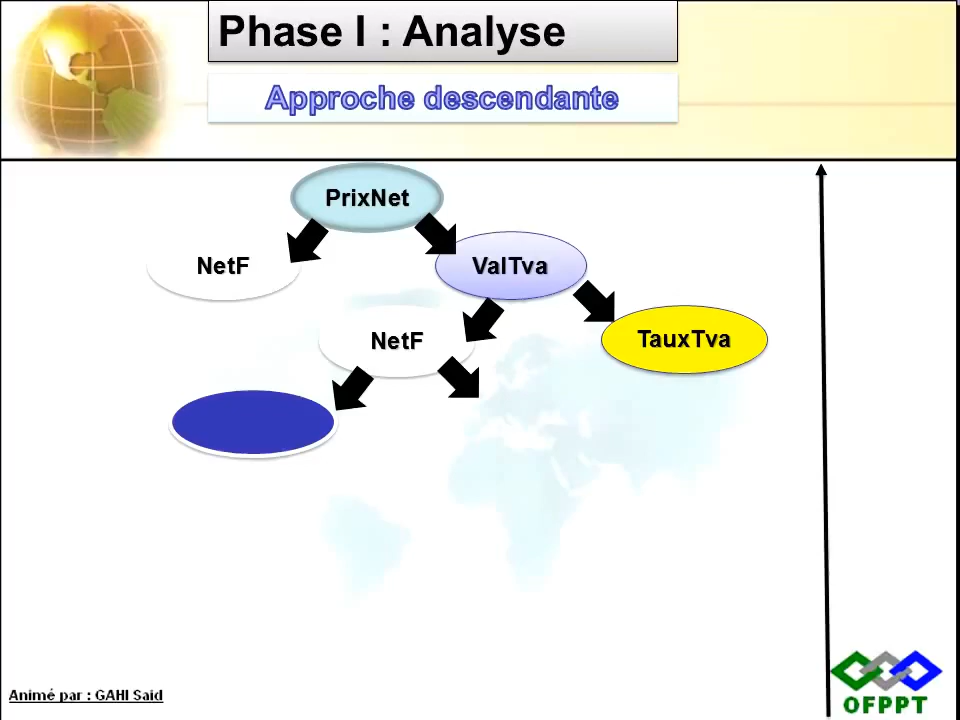 Phase I : Analyse
Approche descendante
PrixNet
NetF
ValTva
NetF
TauxTva
Animé par : GAHI Said
OFPPT